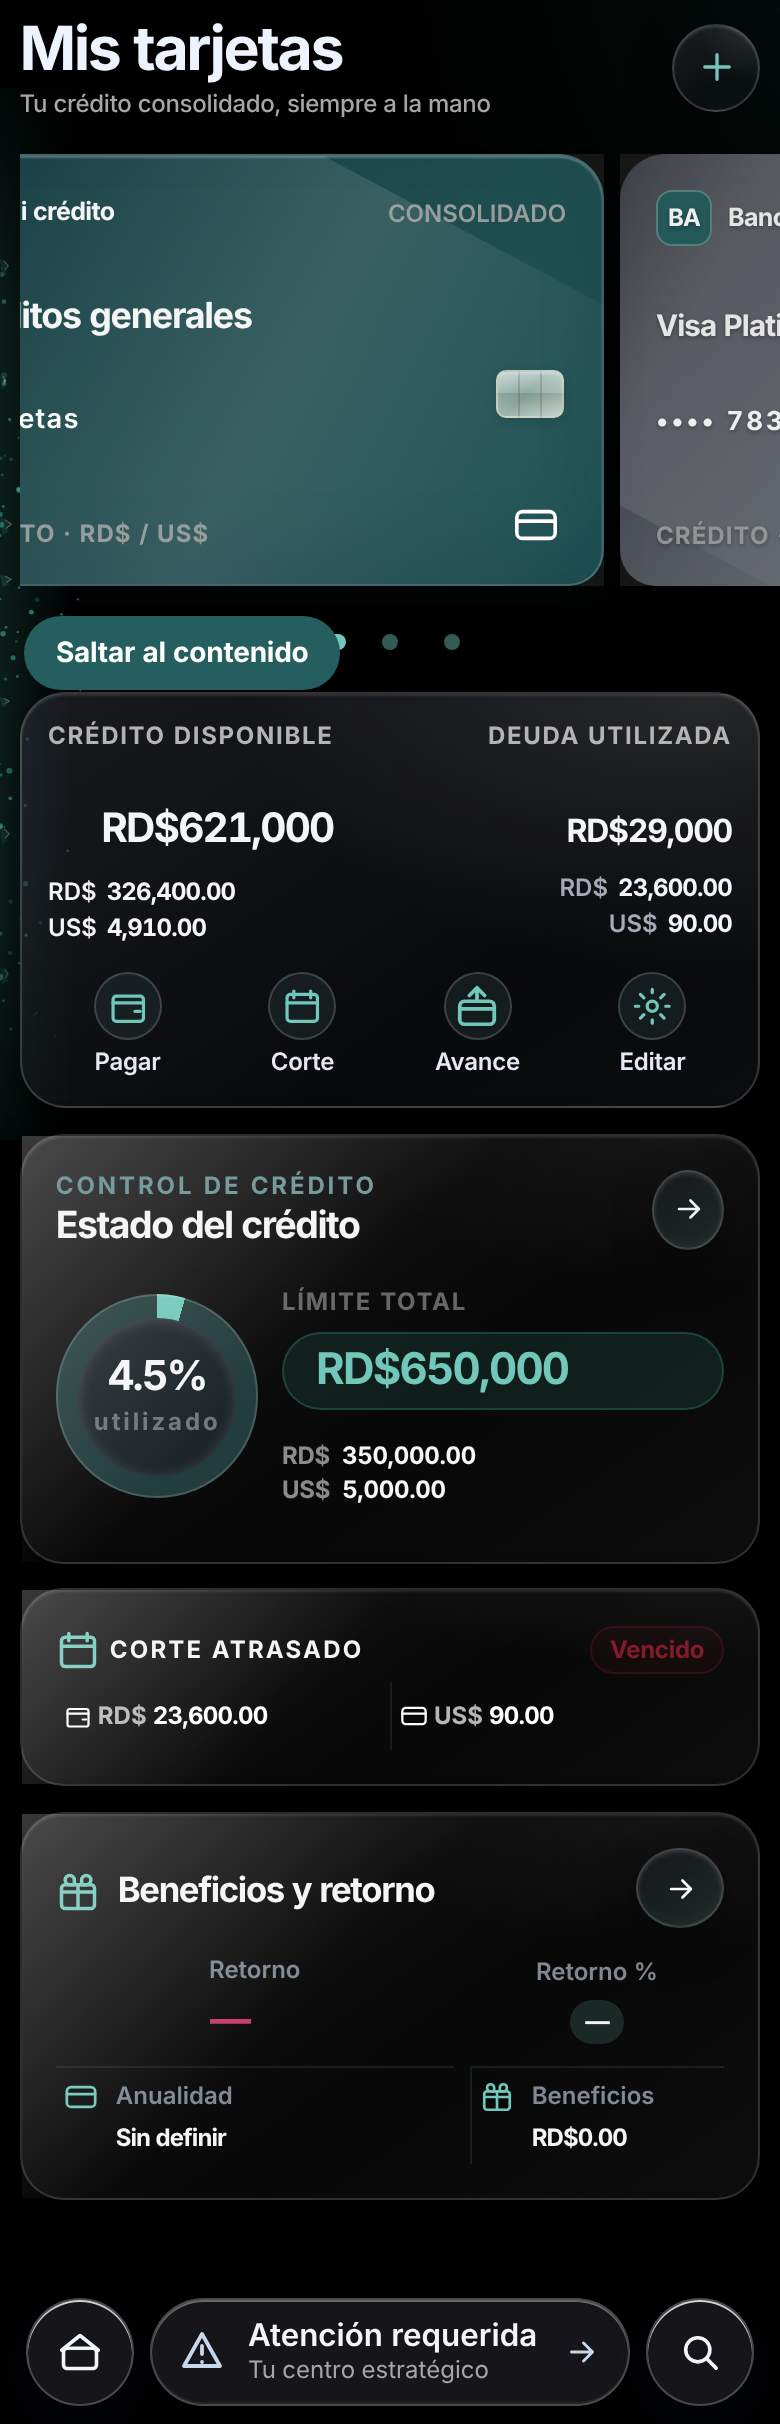 Mis tarjetas
Tu crédito consolidado, siempre a la mano
i crédito
CONSOLIDADO
itos generales
etas
TO · RD$ / US$
BA
Banc
Visa Plati
•••• 783
CRÉDITO
Saltar al contenido
CRÉDITO DISPONIBLE
DEUDA UTILIZADA
RD$621,000
RD$29,000
RD$ 326,400.00
RD$ 23,600.00
US$ 4,910.00
US$ 90.00
Pagar
Corte
Avance
Editar
CONTROL DE CRÉDITO
Estado del crédito
4.5%
utilizado
LÍMITE TOTAL
RD$650,000
RD$ 350,000.00
US$ 5,000.00
CORTE ATRASADO
Vencido
RD$ 23,600.00
US$ 90.00
Beneficios y retorno
Retorno
Retorno %
—
—
Anualidad
Sin definir
Beneficios
RD$0.00
Atención requerida
Tu centro estratégico